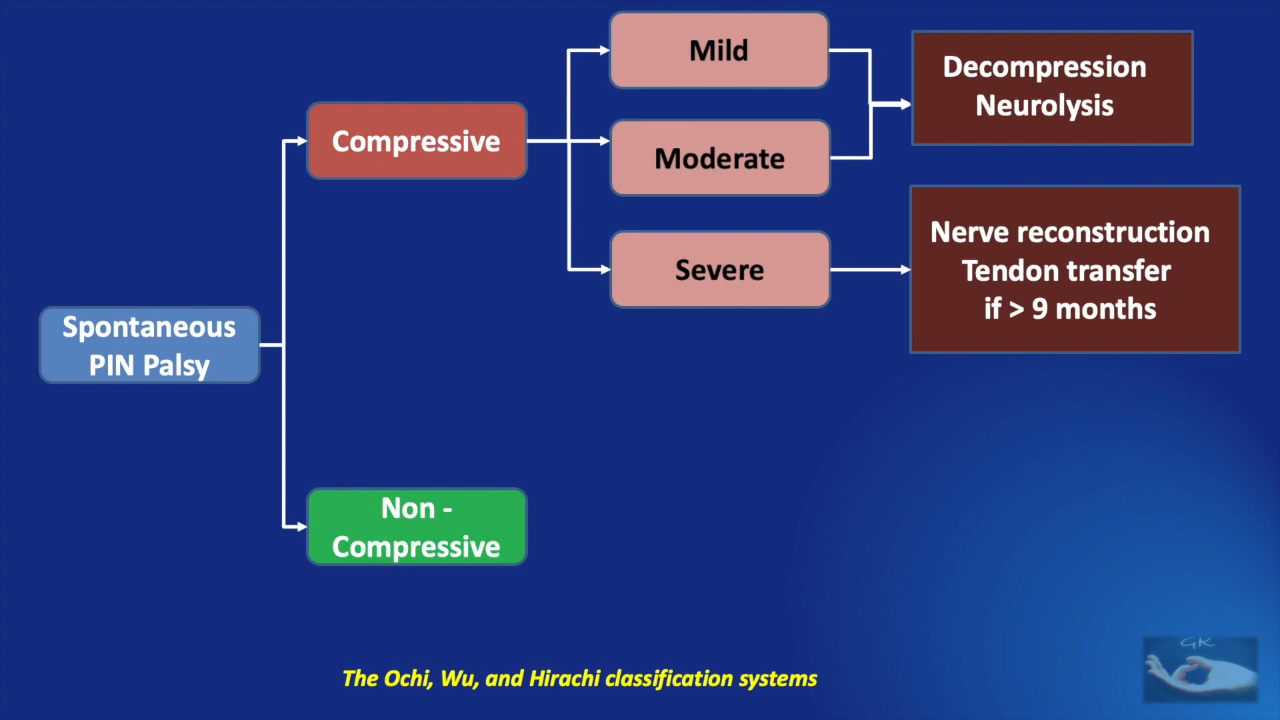 Mild
Decompression
Neurolysis
Compressive
Moderate
Severe
Nerve reconstruction
Tendon transfer
if > 9 months
Spontaneous
PIN Palsy
Non -
Compressive
The Ochi, Wu, and Hirachi classification systems
GK